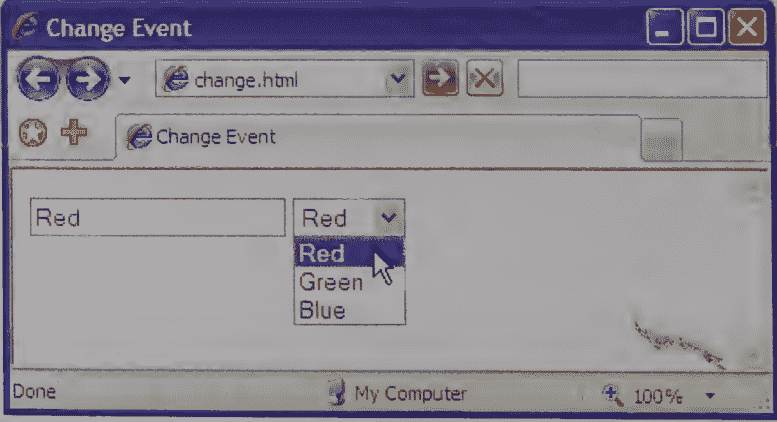 Change Event
change.html
Change Event
Red Red
Red
Green
Blue
Done My Computer 100%